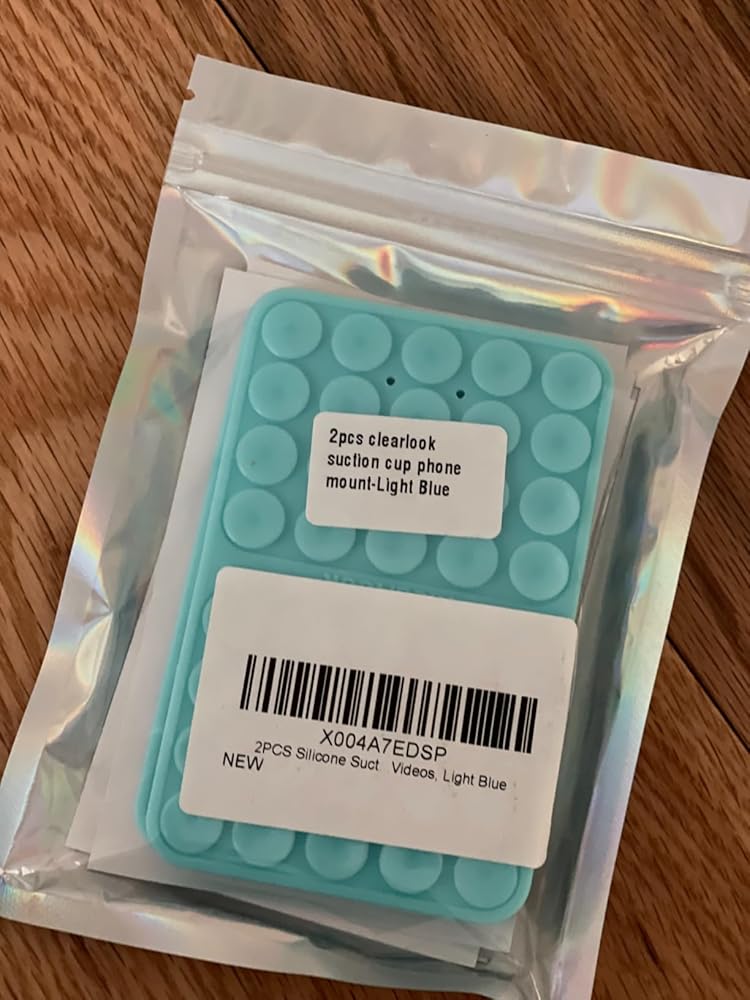 2pcs clearlook
suction cup phone
mount-Light Blue
X004A7EDSP
2PCS Silicone Suct Videos, Light Blue
NEW